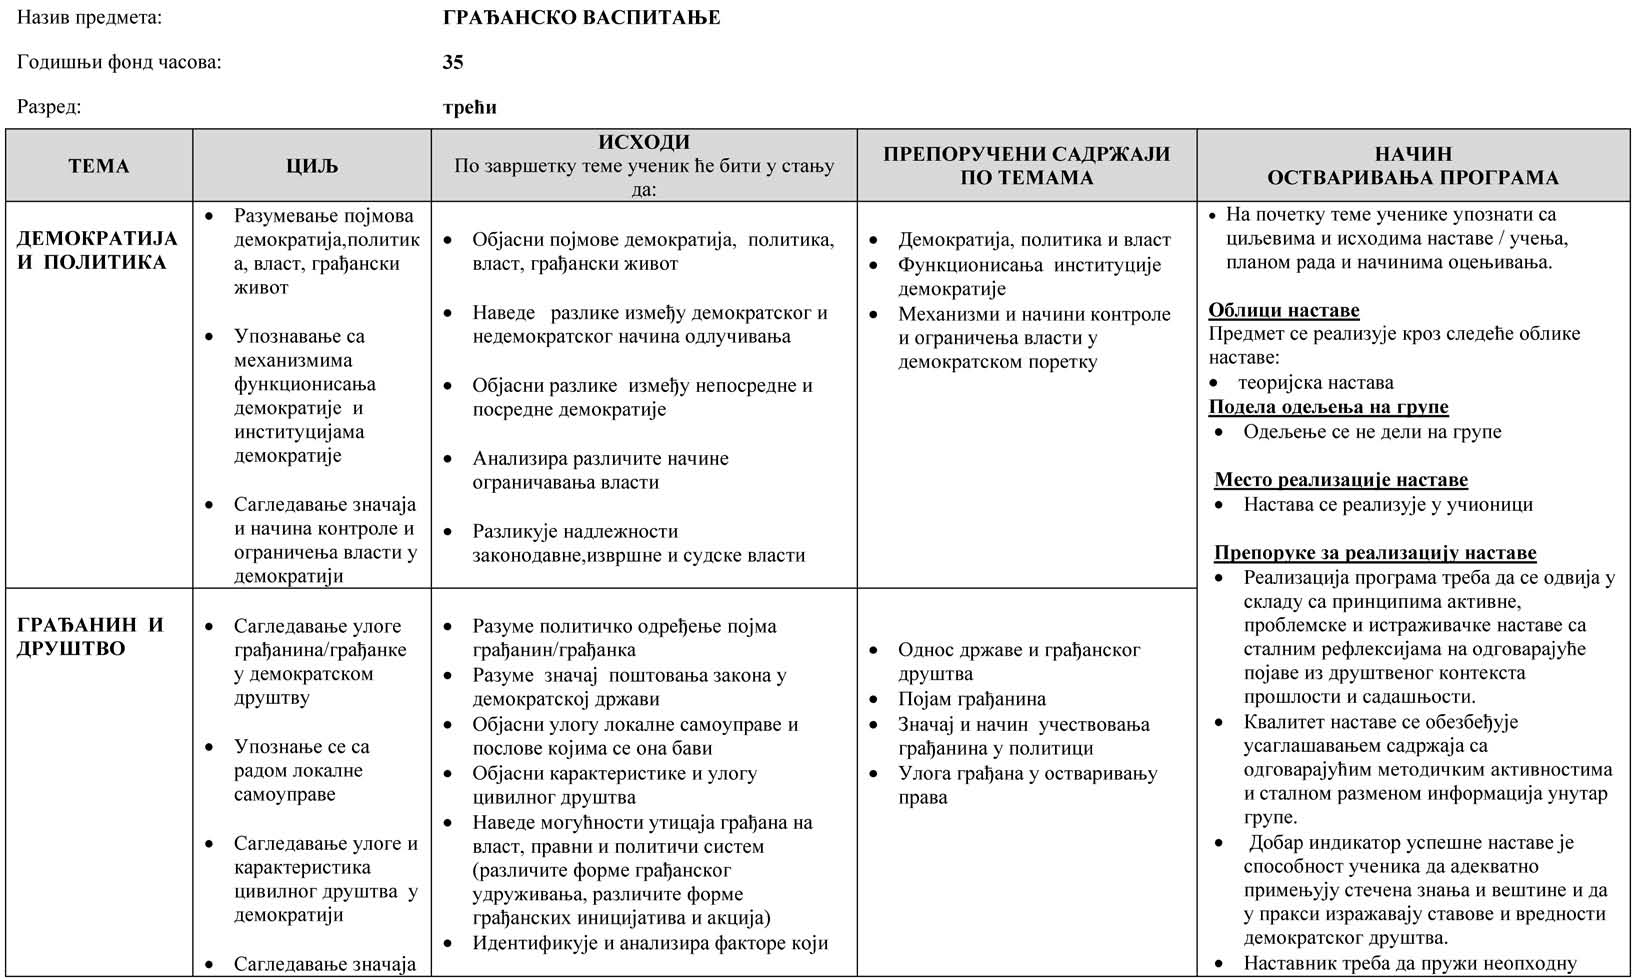 Назив предмета: ГРАЂАНСКО ВАСПИТАЊЕ
Годишњи фонд часова: 35
Разред: трећи
ТЕМА
ЦИЉ
ИСХОДИ
По завршетку теме ученик ће бити у стању
да:
ПРЕПОРУЧЕНИ САДРЖАЈИ
ПО ТЕМАМА
НАЧИН
ОСТВАРИВАЊА ПРОГРАМА
ДЕМОКРАТИЈА
И ПОЛИТИКА
• Разумевање појмова
демократија,политик
а, власт, грађански
живот
• Упознавање са
механизмима
функционисања
демократије и
институцијама
демократије
• Сагледавање значаја
и начина контроле и
ограничења власти у
демократији
• Објасни појмове демократија, политика,
власт, грађански живот
• Наведе разлике између демократског и
недемократског начина одлучивања
• Објасни разлике између непосредне и
посредне демократије
• Анализира различите начине
ограничавања власти
• Разликује надлежности
законодавне,извршне и судске власти
• Демократија, политика и власт
• Функционисања институције
демократије
• Механизми и начини контроле
и ограничења власти у
демократском поретку
• На почетку теме ученике упознати са
циљевима и исходима наставе / учења,
планом рада и начинима оцењивања.
Облици наставе
Предмет се реализује кроз следеће облике
наставе:
• теоријска настава
Подела одељења на групе
• Одељење се не дели на групе
Место реализације наставе
• Настава се реализује у учионици
Препоруке за реализацију наставе
• Реализација програма треба да се одвија у
складу са принципима активне,
проблемске и истраживачке наставе са
сталним рефлексијама на одговарајуће
појаве из друштвеног контекста
прошлости и садашњости.
• Квалитет наставе се обезбеђује
усаглашавањем садржаја са
одговарајућим методичким активностима
и сталном разменом информација унутар
групе.
• Добар индикатор успешне наставе је
способност ученика да адекватно
примењују стечена знања и вештине и да
у пракси изражавају ставове и вредности
демократског друштва.
• Наставник треба да пружи неопходну
ГРАЂАНИН И
ДРУШТВО
• Сагледавање улоге
грађанина/грађанке
у демократском
друштву
• Упознање се са
радом локалне
самоуправе
• Сагледавање улоге и
карактеристика
цивилног друштва у
демократији
• Сагледавање значаја
• Разуме политичко одређење појма
грађанин/грађанка
• Разуме значај поштовања закона у
демократској држави
• Објасни улогу локалне самоуправе и
послове којима се она бави
• Објасни карактеристике и улогу
цивилног друштва
• Наведе могућности утицаја грађана на
власт, правни и политичи систем
(различите форме грађанског
удруживања, различите форме
грађанских иницијатива и акција)
• Идентификује и анализира факторе који
• Однос државе и грађанског
друштва
• Појам грађанина
• Значај и начин учествовања
грађанина у политици
• Улога грађана у остваривању
права